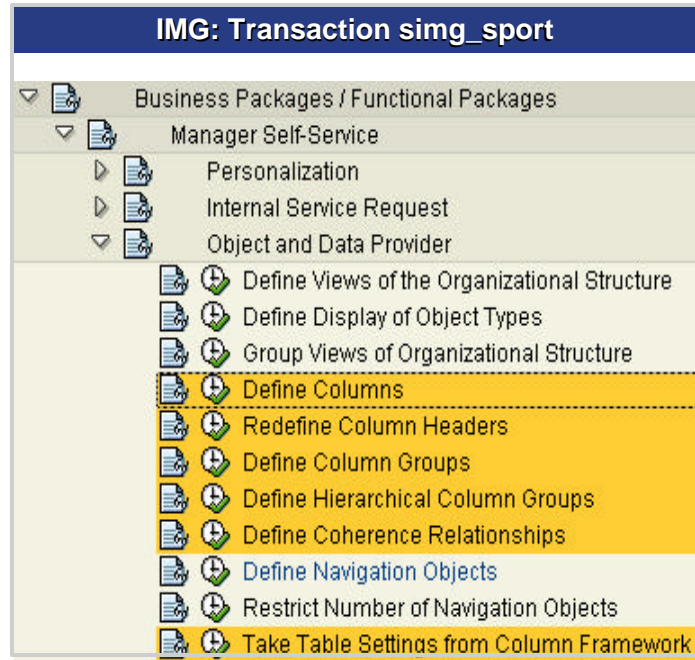 IMG: Transaction simg_sport
Business Packages / Functional Packages
Manager Self-Service
Personalization
Internal Service Request
Object and Data Provider
Define Views of the Organizational Structure
Define Display of Object Types
Group Views of Organizational Structure
Define Columns
Redefine Column Headers
Define Column Groups
Define Hierarchical Column Groups
Define Coherence Relationships
Define Navigation Objects
Restrict Number of Navigation Objects
Take Table Settings from Column Framework